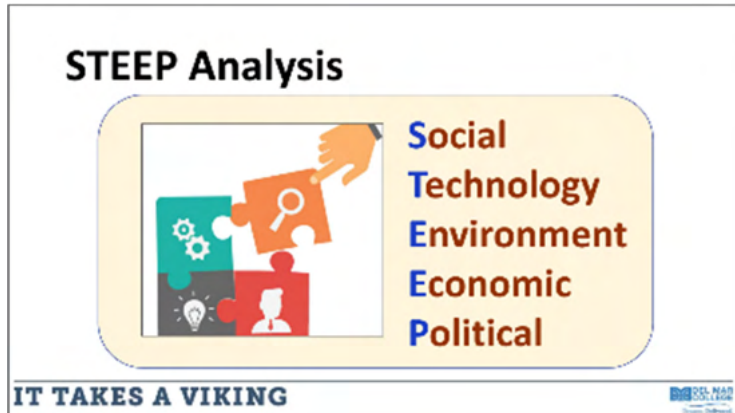 STEEP Analysis
Social
Technology
Environment
Economic
Political
IT TAKES A VIKING
DEL MAR
COLLEGE